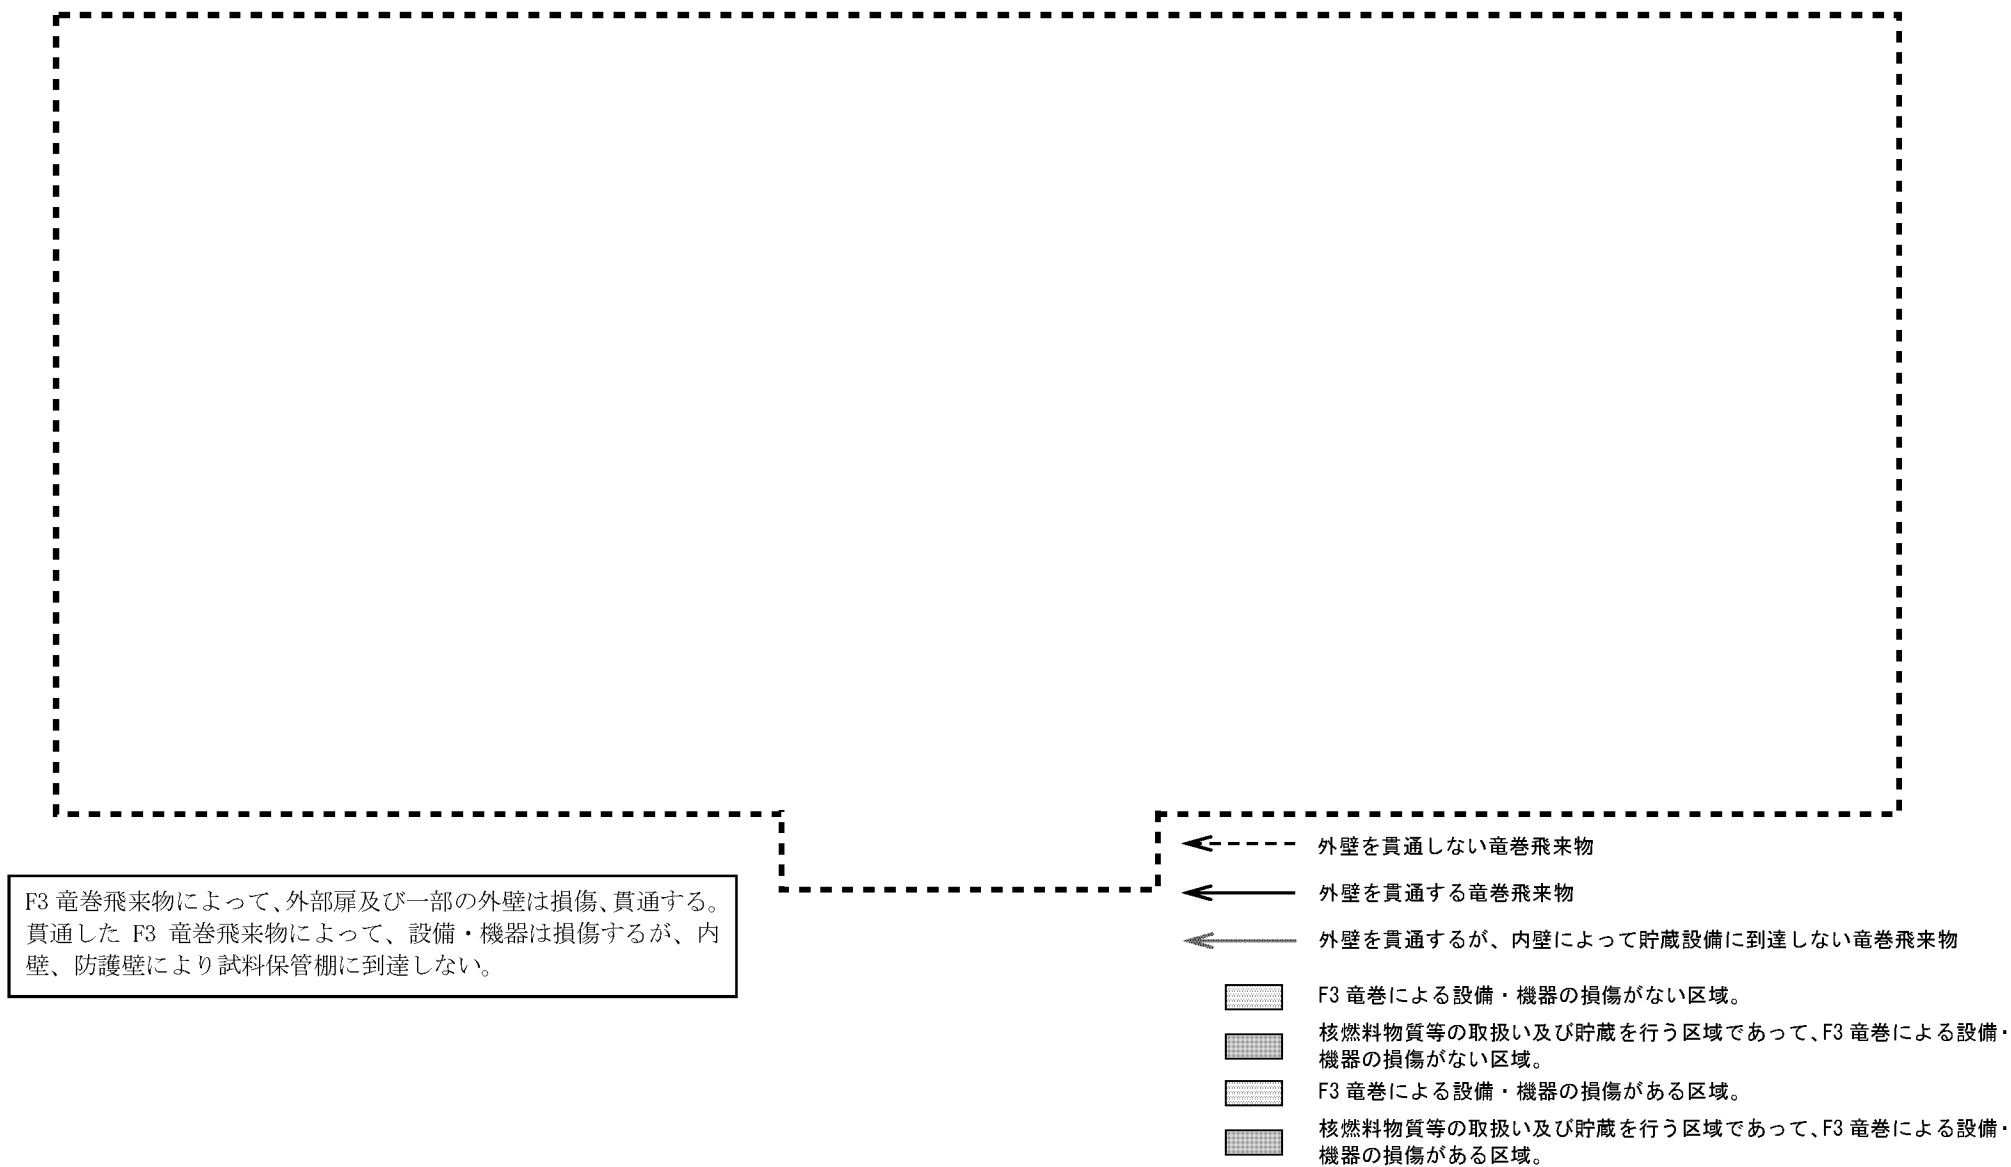 F3 竜巻飛来物によって、外部扉及び一部の外壁は損傷、貫通する。
貫通した F3 竜巻飛来物によって、設備・機器は損傷するが、内
壁、防護壁により試料保管棚に到達しない。
外壁を貫通しない竜巻飛来物
外壁を貫通する竜巻飛来物
外壁を貫通するが、内壁によって貯蔵設備に到達しない竜巻飛来物
F3 竜巻による設備・機器の損傷がない区域。
核燃料物質等の取扱い及び貯蔵を行う区域であって、F3 竜巻による設備・
機器の損傷がない区域。
F3 竜巻による設備・機器の損傷がある区域。
核燃料物質等の取扱い及び貯蔵を行う区域であって、F3 竜巻による設備・
機器の損傷がある区域。